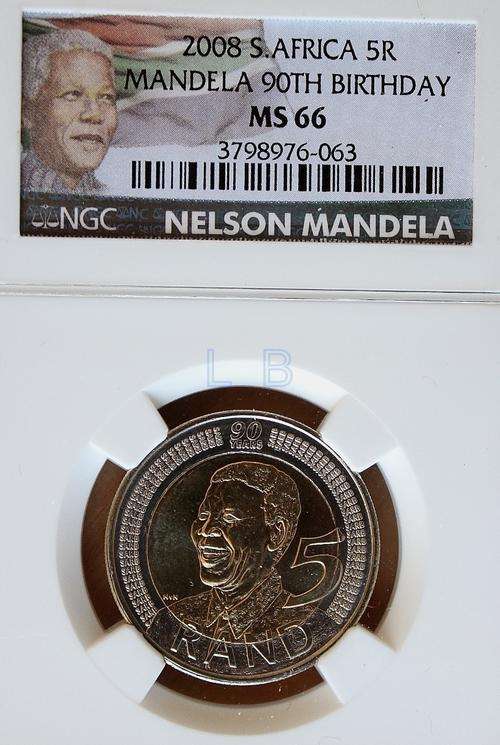 2008 S.AFRICA 5R
MANDELA 90TH BIRTHDAY
MS 66
3798976-063
NGC NELSON MANDELA
L B
90
YEARS
5
RAND